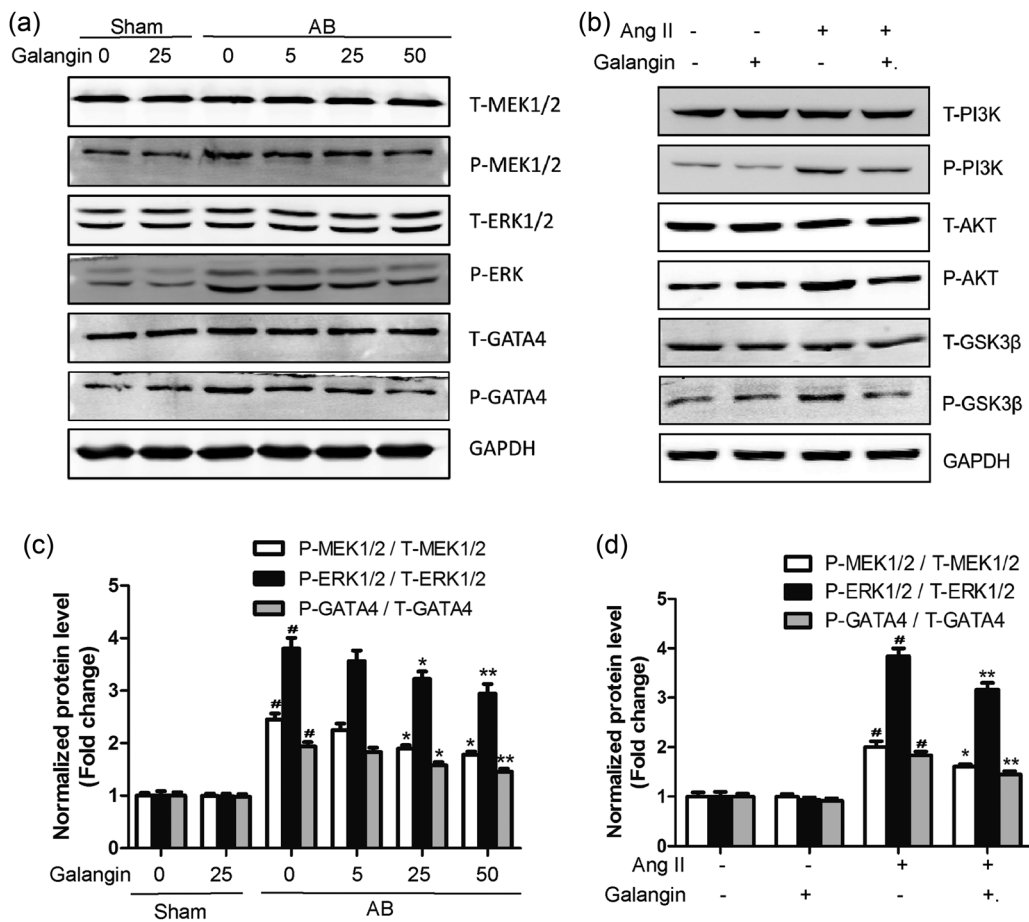 (a)
Sham AB
Galangin 0 25 0 5 25 50
T-MEK1/2
P-MEK1/2
T-ERK1/2
P-ERK
T-GATA4
P-GATA4
GAPDH
(b)
Ang II - - + +
Galangin - + - +.
T-PI3K
P-PI3K
T-AKT
P-AKT
T-GSK3β
P-GSK3β
GAPDH
(c)
P-MEK1/2 / T-MEK1/2
P-ERK1/2 / T-ERK1/2
P-GATA4 / T-GATA4
Normalized protein level
(Fold change)
5
4
3
2
1
0
# # #
* * *
* ** **
Galangin 0 25 0 5 25 50
Sham AB
(d)
P-MEK1/2 / T-MEK1/2
P-ERK1/2 / T-ERK1/2
P-GATA4 / T-GATA4
Normalized protein level
(Fold change)
5
4
3
2
1
0
# # #
* ** **
Ang II - - + +
Galangin - + - +.